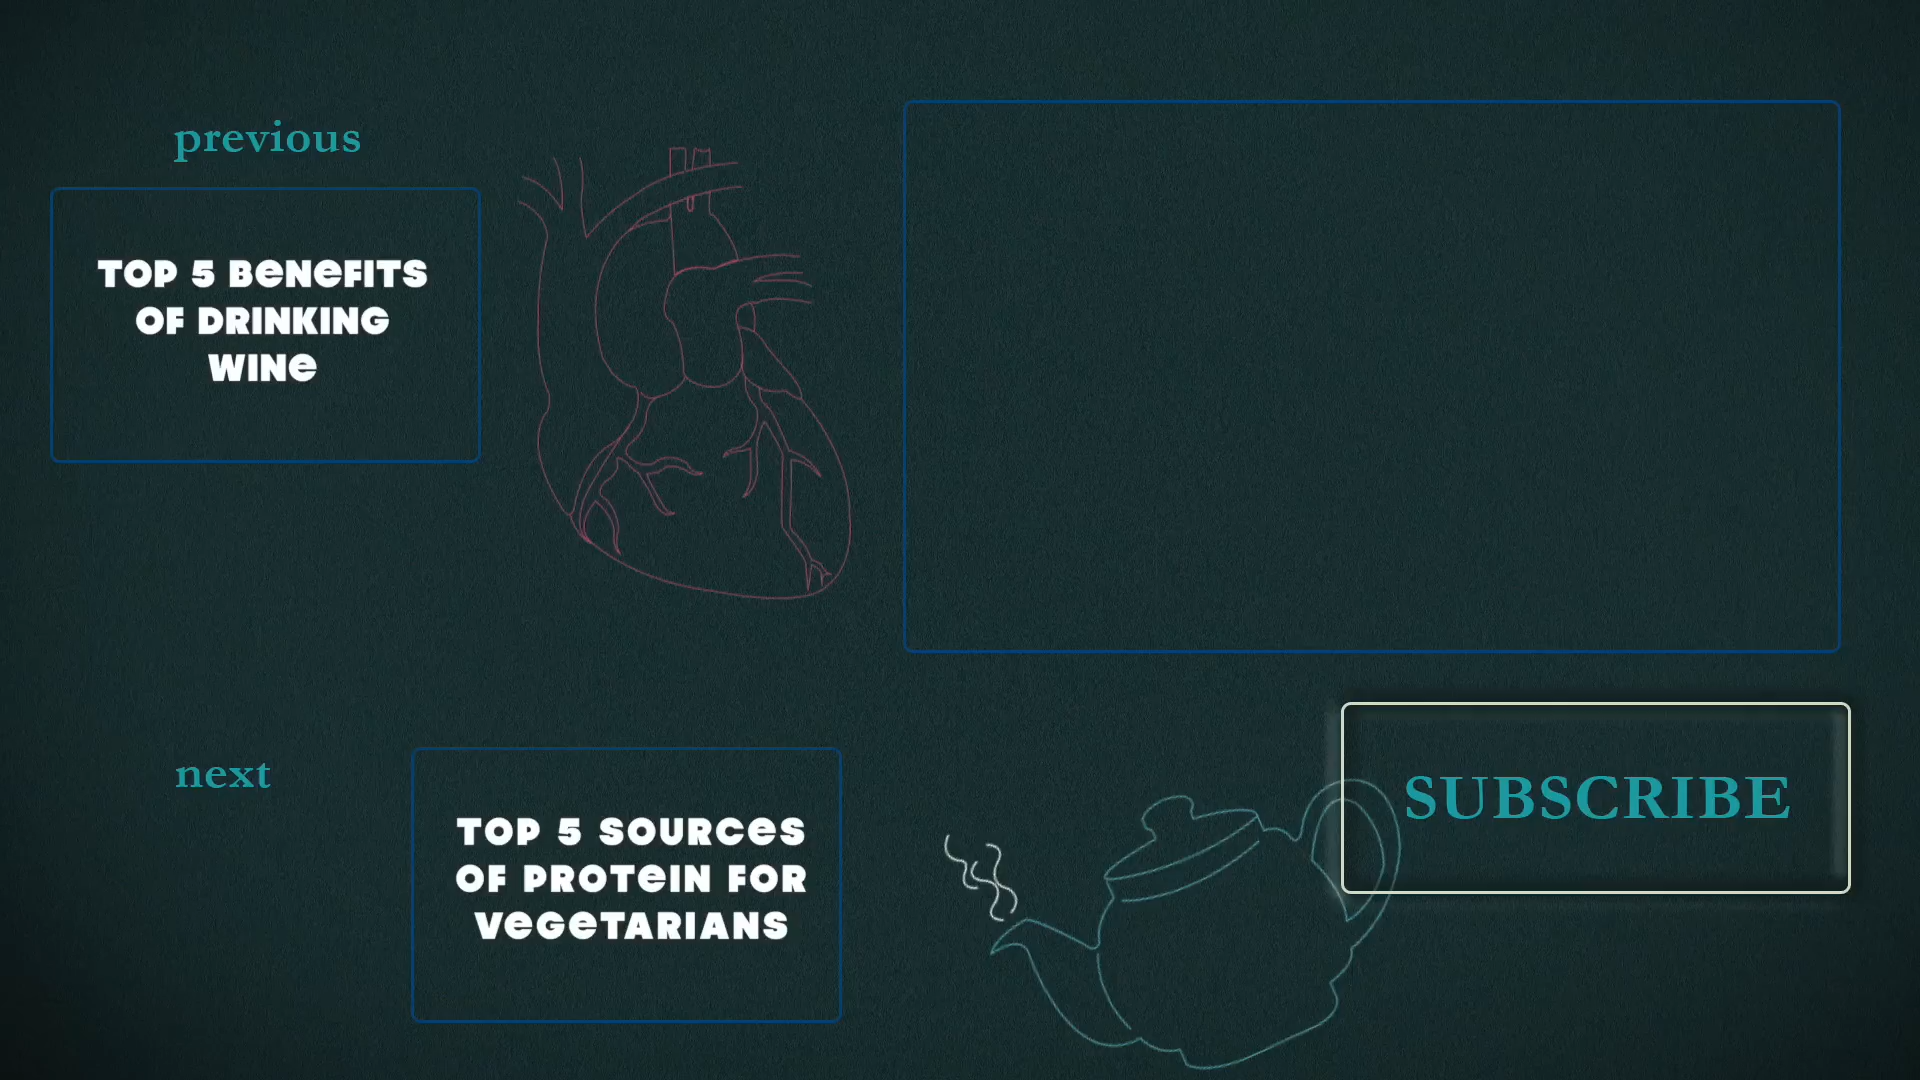 previous
TOP 5 BENEFITS
OF DRINKING
WINE
next
TOP 5 SOURCES
OF PROTEIN FOR
VEGETARIANS
SUBSCRIBE